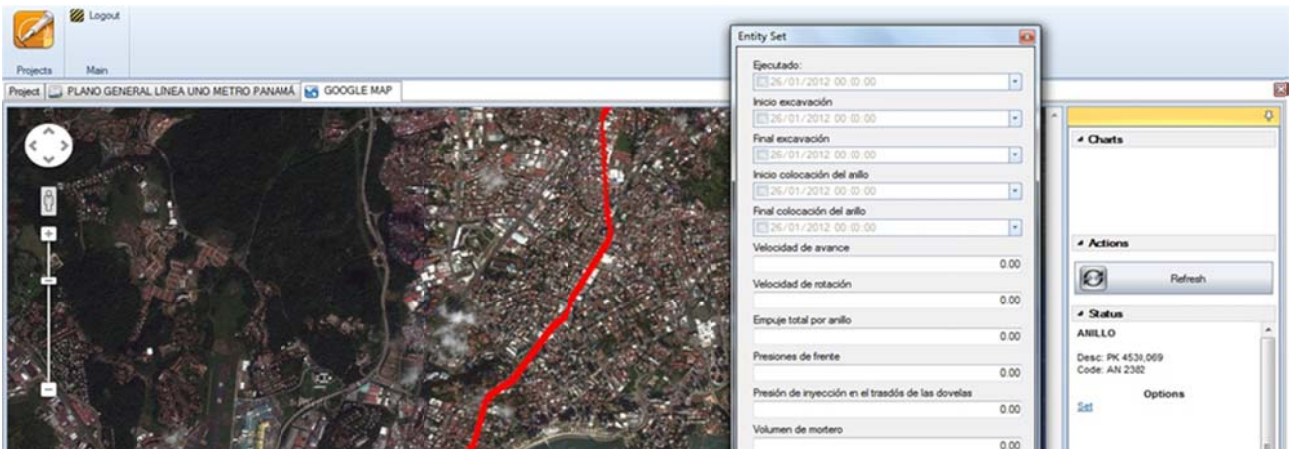 Logout
Projects
Main
Project
PLANO GENERAL LÍNEA UNO METRO PANAMÁ
GOOGLE MAP
Entity Set
Ejecutado:
26/01/2012 00:00:00
Inicio excavación
26/01/2012 00:00:00
Final excavación
26/01/2012 00:00:00
Inicio colocación del anillo
26/01/2012 00:00:00
Final colocación del anillo
26/01/2012 00:00:00
Velocidad de avance
0.00
Velocidad de rotación
0.00
Empuje total por anillo
0.00
Presiones de frente
0.00
Presión de inyección en el trasdós de las dovelas
0.00
Volumen de mortero
0.00
Charts
Actions
Refresh
Status
ANILLO
Desc: PK 4530,069
Code: AN 2382
Options
Set